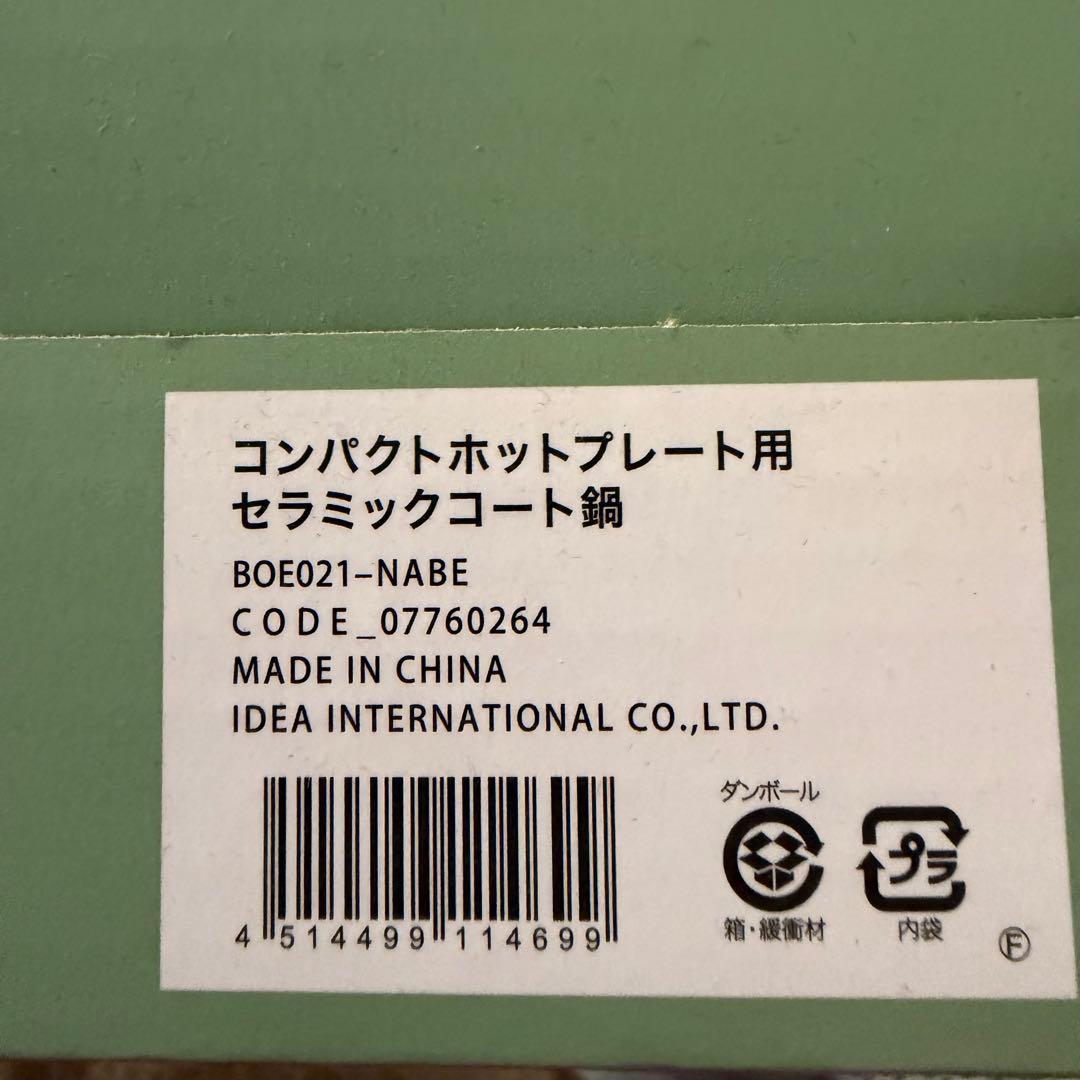 コンパクトホットプレート用
セラミックコート鍋
BOE021-NABE
CODE_07760264
MADE IN CHINA
IDEA INTERNATIONAL CO.,LTD.
4 514499 114699
ダンボール
箱・緩衝材
プラ
内袋
F